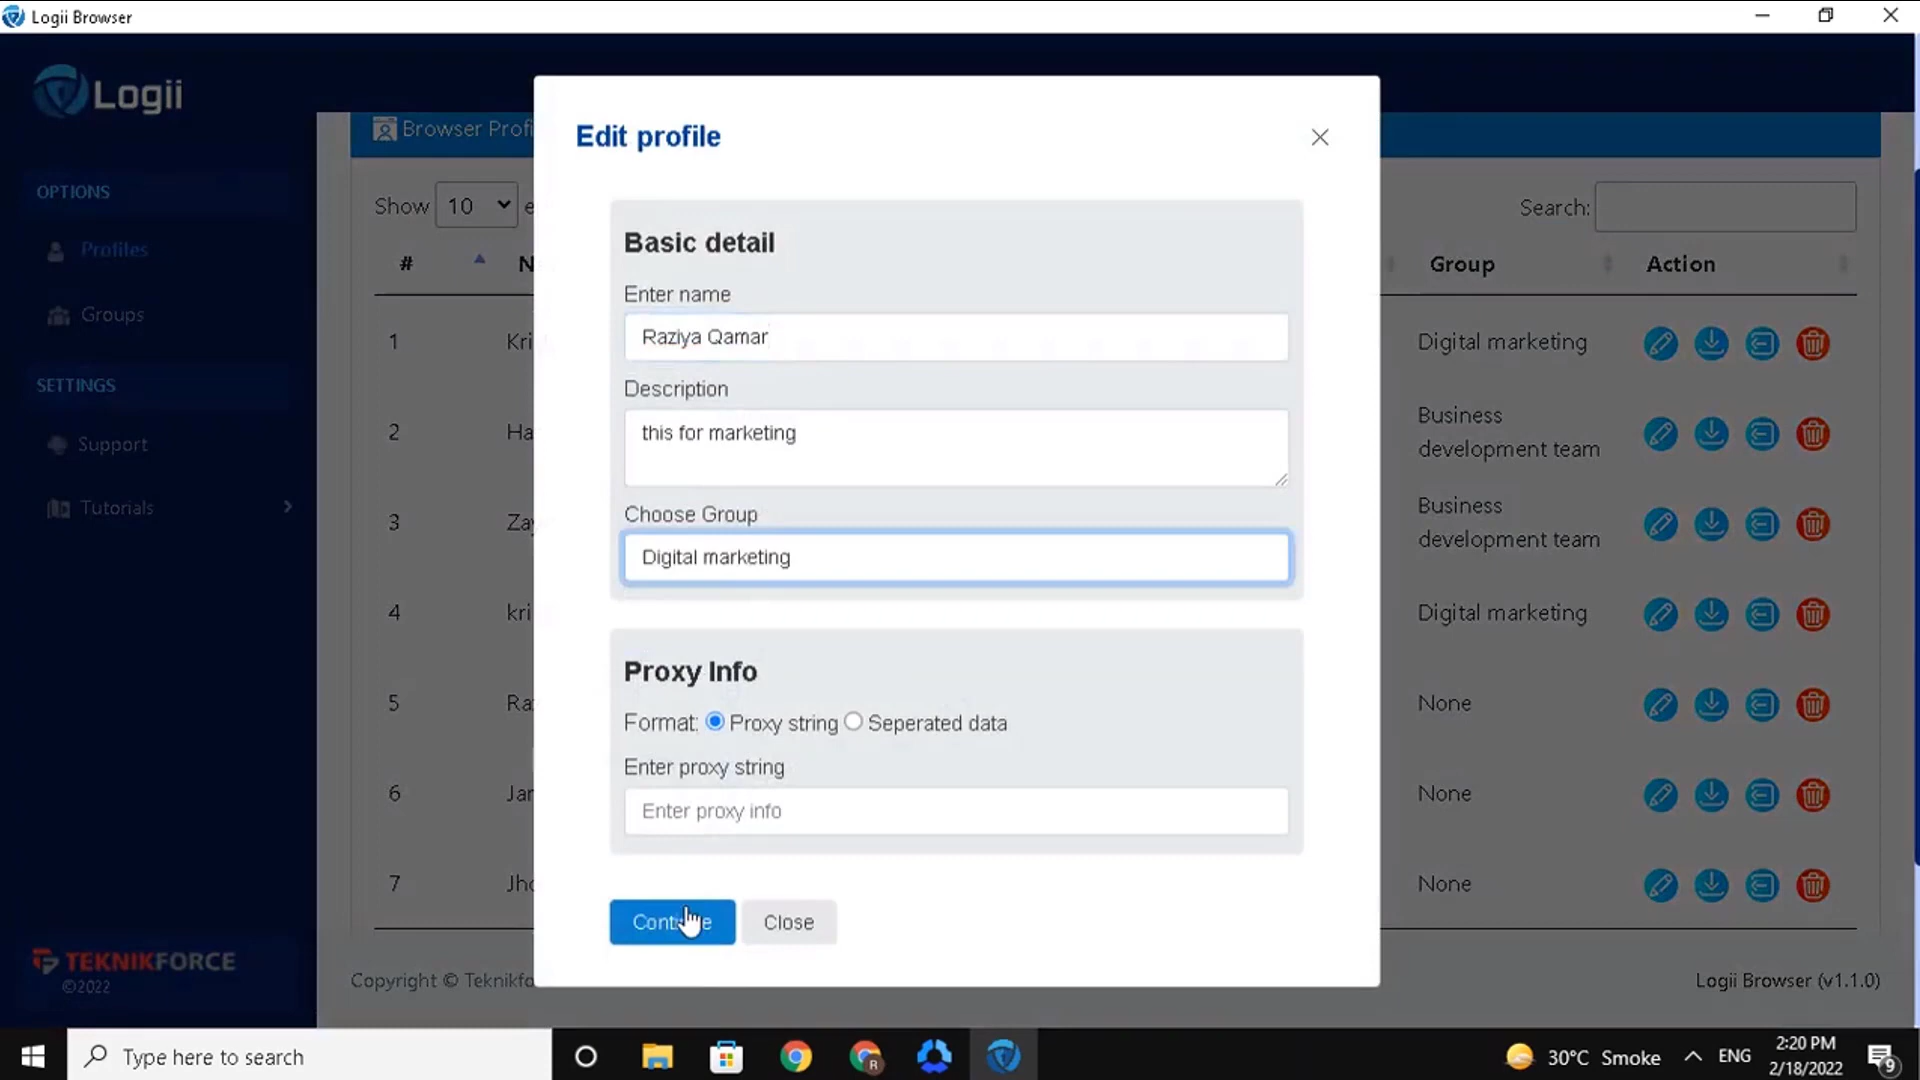 Logii Browser
Logii
OPTIONS
Profiles
Groups
SETTINGS
Support
Tutorials
TEKNIKFORCE
©2022
Browser Profi
Show 10 e
Search:
# N Group Action
1 Kri Digital marketing
2 Ha Business
development team
3 Zay Business
development team
4 kri Digital marketing
5 Ra None
6 Jar None
7 Jho None
Copyright © Teknikfo
Logii Browser (v1.1.0)
Edit profile
Basic detail
Enter name
Raziya Qamar
Description
this for marketing
Choose Group
Digital marketing
Proxy Info
Format: Proxy string Seperated data
Enter proxy string
Enter proxy info
Close
Type here to search
R
30°C Smoke
ENG
2:20 PM
2/18/2022
9